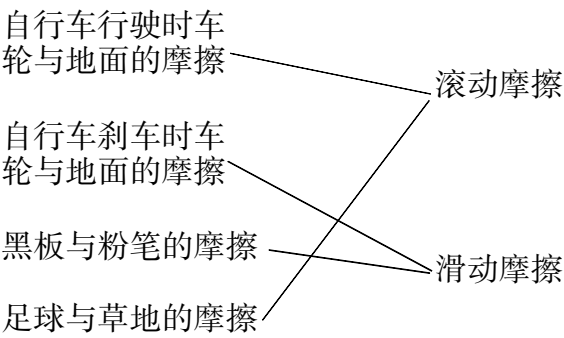 自行车行驶时车
轮与地面的摩擦
滚动摩擦
自行车刹车时车
轮与地面的摩擦
黑板与粉笔的摩擦
滑动摩擦
足球与草地的摩擦